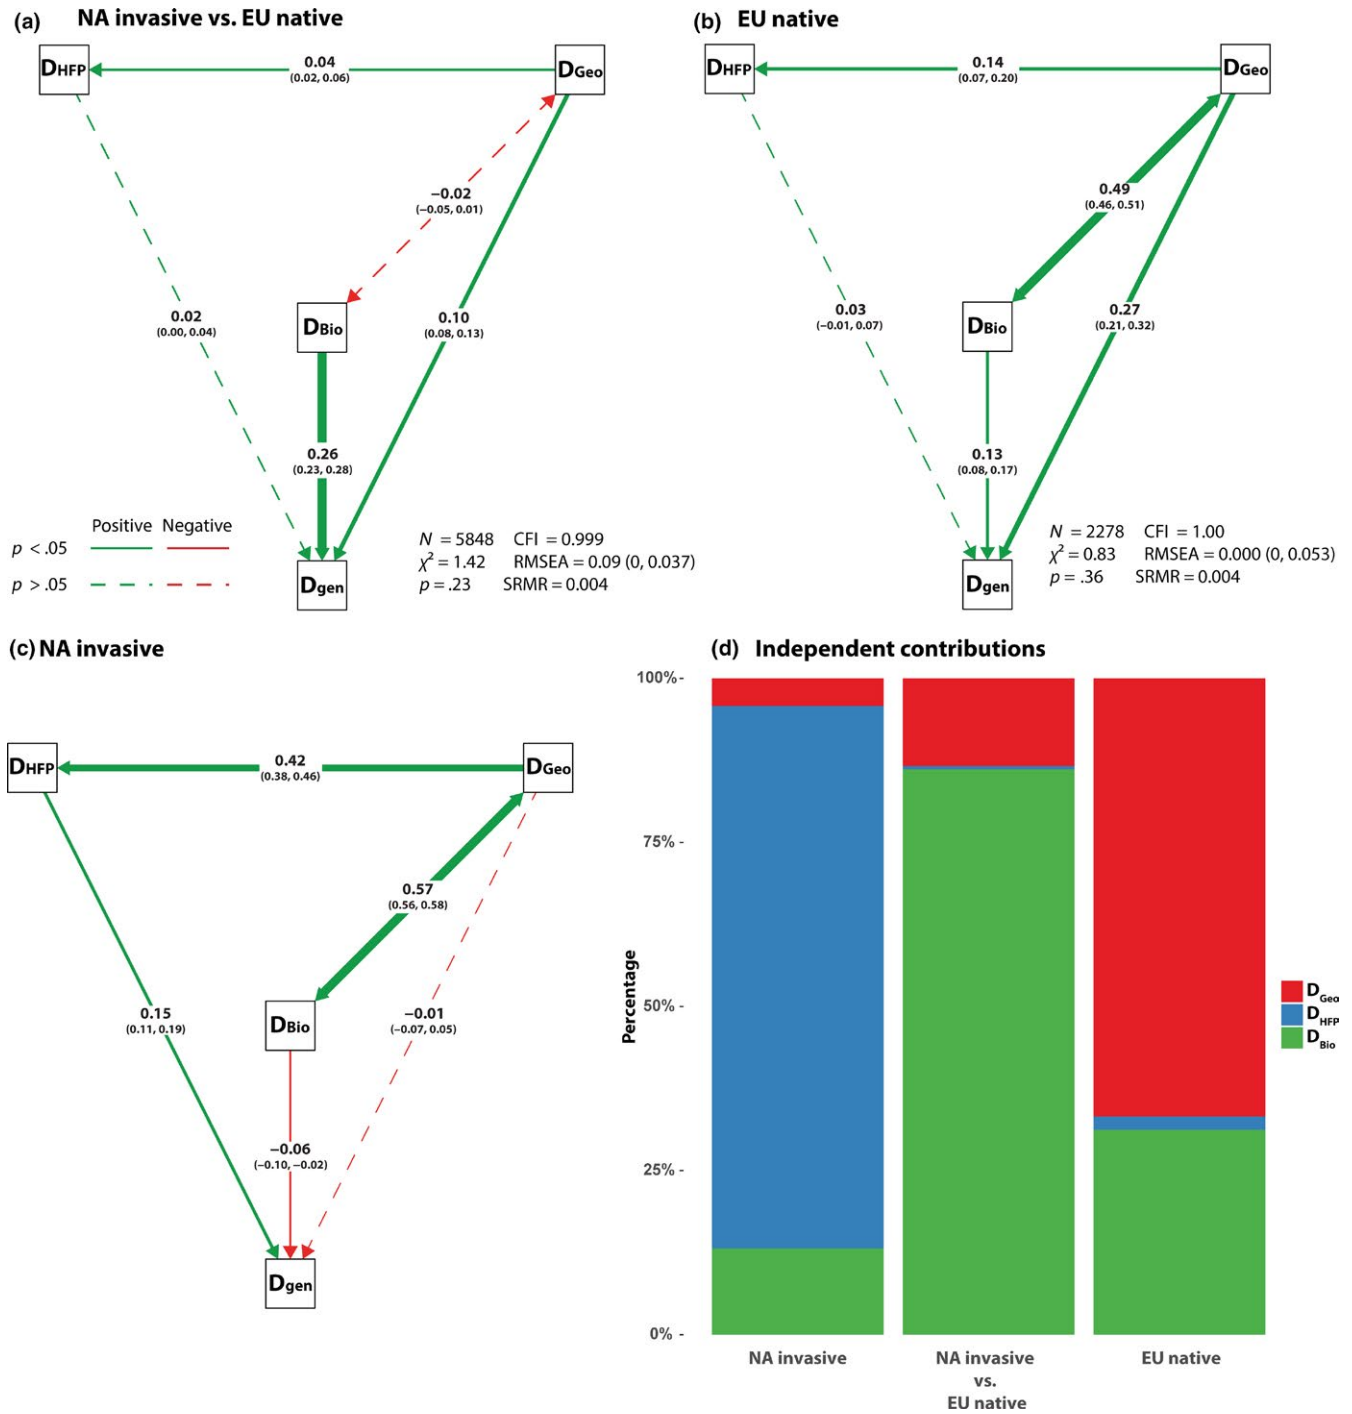 (a) NA invasive vs. EU native
DHFP
DGeo
0.04
(0.02, 0.06)
−0.02
(−0.05, 0.01)
0.02
(0.00, 0.04)
DBio
0.10
(0.08, 0.13)
0.26
(0.23, 0.28)
Dgen
Positive Negative
p <.05
p >.05
N = 5848 CFI = 0.999
χ² = 1.42 RMSEA = 0.09 (0, 0.037)
p = .23 SRMR = 0.004
(b) EU native
DHFP
DGeo
0.14
(0.07, 0.20)
0.49
(0.46, 0.51)
0.03
(−0.01, 0.07)
DBio
0.27
(0.21, 0.32)
0.13
(0.08, 0.17)
Dgen
N = 2278 CFI = 1.00
χ² = 0.83 RMSEA = 0.000 (0, 0.053)
p = .36 SRMR = 0.004
(c) NA invasive
DHFP
DGeo
0.42
(0.38, 0.46)
0.57
(0.56, 0.58)
0.15
(0.11, 0.19)
DBio
−0.01
(−0.07, 0.05)
−0.06
(−0.10, −0.02)
Dgen
(d) Independent contributions
100%-
75% -
50% -
25% -
0% -
Percentage
NA invasive
NA invasive
vs.
EU native
EU native
DGeo
DHFP
DBio